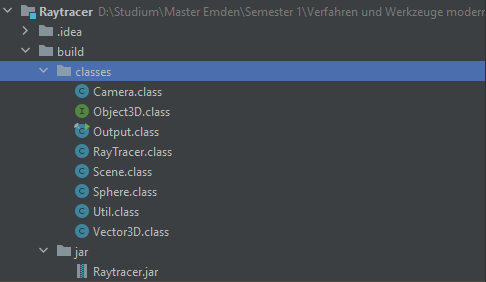 Raytracer D:\Studium\Master Emden\Semester 1\Verfahren und Werkzeuge modern
.idea
build
classes
Camera.class
Object3D.class
Output.class
RayTracer.class
Scene.class
Sphere.class
Util.class
Vector3D.class
jar
Raytracer.jar